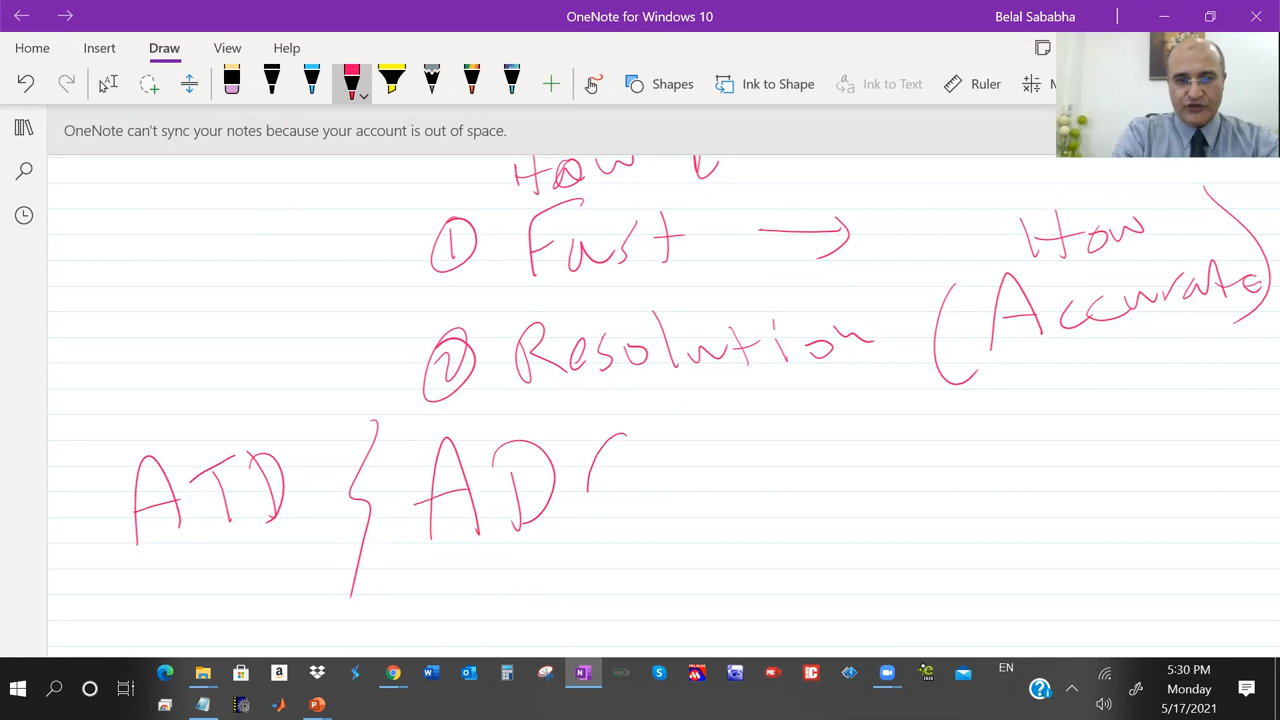 OneNote for Windows 10
Belal Sababha
Home Insert Draw View Help
Shapes Ink to Shape Ink to Text Ruler M
OneNote can't sync your notes because your account is out of space.
How
① Fast → How
② Resolution (Accurate)
ATD { AD
EN
5:30 PM
Monday
5/17/2021